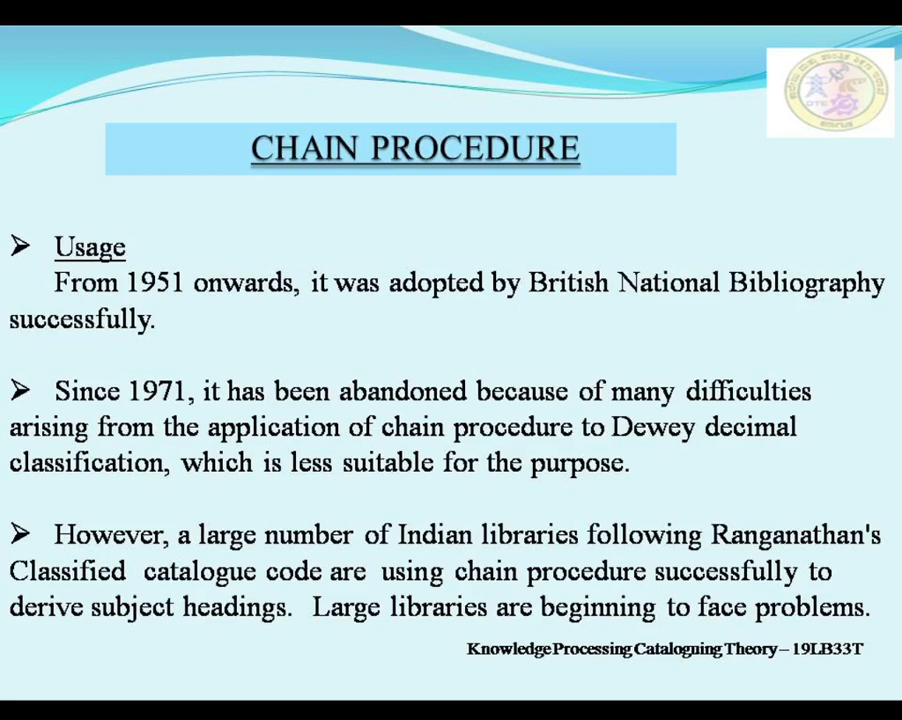 CHAIN PROCEDURE
➢ Usage
From 1951 onwards, it was adopted by British National Bibliography
successfully.
➢ Since 1971, it has been abandoned because of many difficulties
arising from the application of chain procedure to Dewey decimal
classification, which is less suitable for the purpose.
➢ However, a large number of Indian libraries following Ranganathan's
Classified catalogue code are using chain procedure successfully to
derive subject headings. Large libraries are beginning to face problems.
Knowledge Processing Cataloguing Theory – 19LB33T
DTE